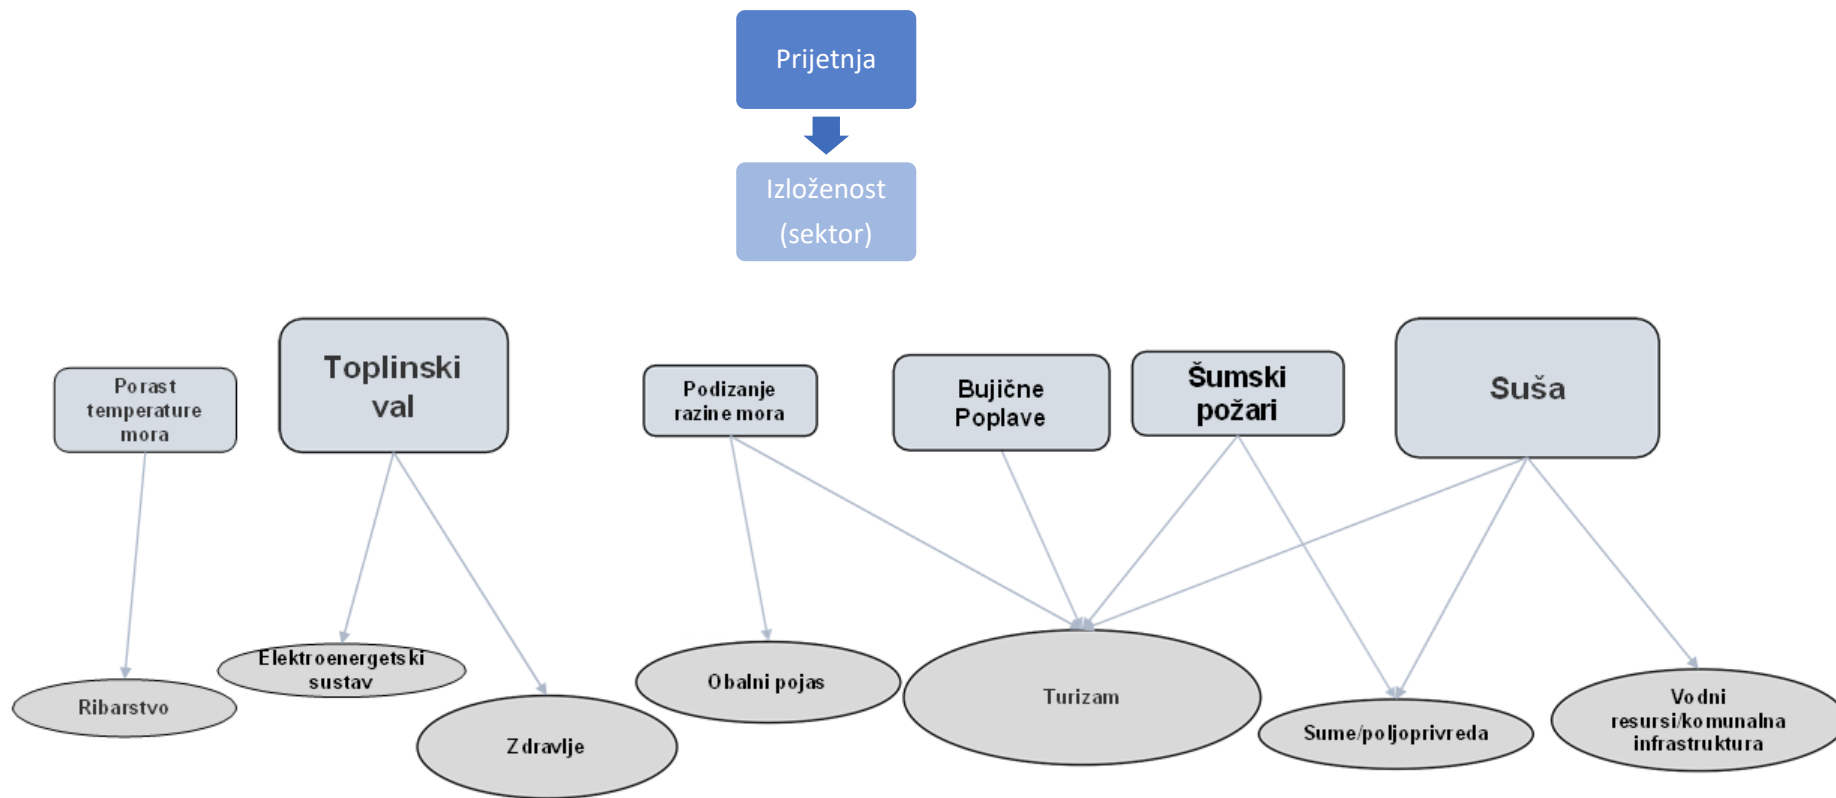 Prijetnja
Izloženost
(sektor)
Porast
temperature
mora
Toplinski
val
Podizanje
razine mora
Bujične
Poplave
Šumski
požari
Suša
Ribarstvo
Elektroenergetski
sustav
Zdravlje
Obalni pojas
Turizam
Sume/poljoprivreda
Vodni
resursi/komunalna
infrastruktura